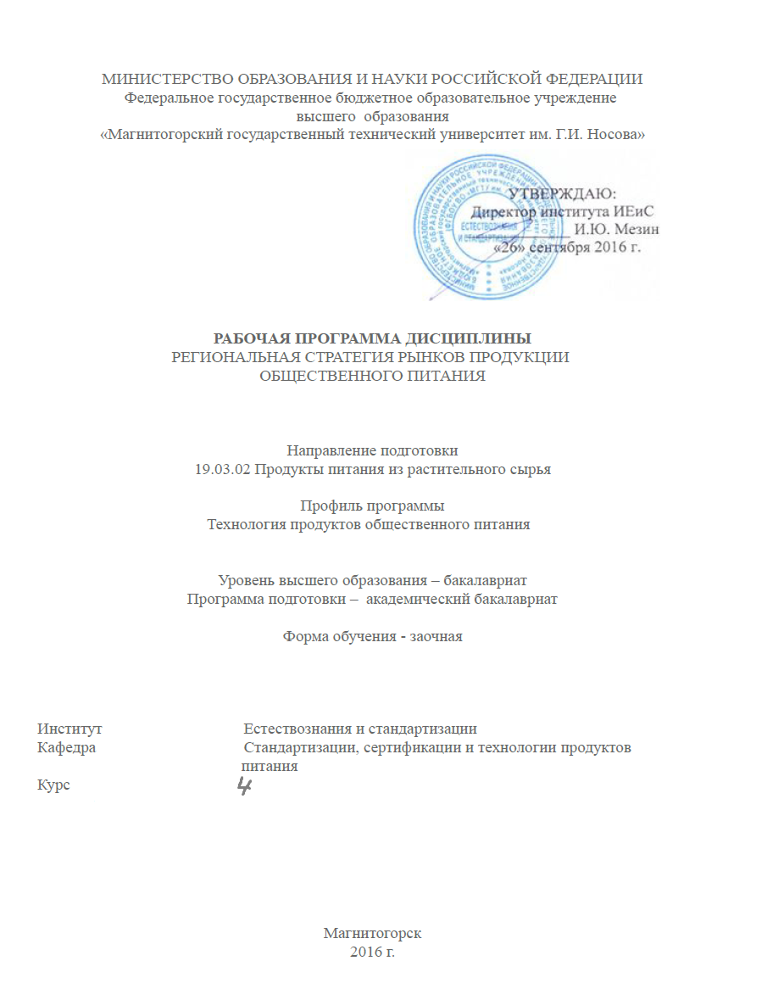 МИНИСТЕРСТВО ОБРАЗОВАНИЯ И НАУКИ РОССИЙСКОЙ ФЕДЕРАЦИИ
Федеральное государственное бюджетное образовательное учреждение
высшего образования
«Магнитогорский государственный технический университет им. Г.И. Носова»
УТВЕРЖДАЮ:
Директор института ИЕиС
И.Ю. Мезин
«26» сентября 2016 г.
ЕСТЕСТВОЗНАНИЯ
И СТАНДАРТИЗАЦИИ
РАБОЧАЯ ПРОГРАММА ДИСЦИПЛИНЫ
РЕГИОНАЛЬНАЯ СТРАТЕГИЯ РЫНКОВ ПРОДУКЦИИ
ОБЩЕСТВЕННОГО ПИТАНИЯ
Направление подготовки
19.03.02 Продукты питания из растительного сырья
Профиль программы
Технология продуктов общественного питания
Уровень высшего образования – бакалавриат
Программа подготовки – академический бакалавриат
Форма обучения - заочная
Институт Естествознания и стандартизации
Кафедра Стандартизации, сертификации и технологии продуктов
питания
Курс 4
Магнитогорск
2016 г.